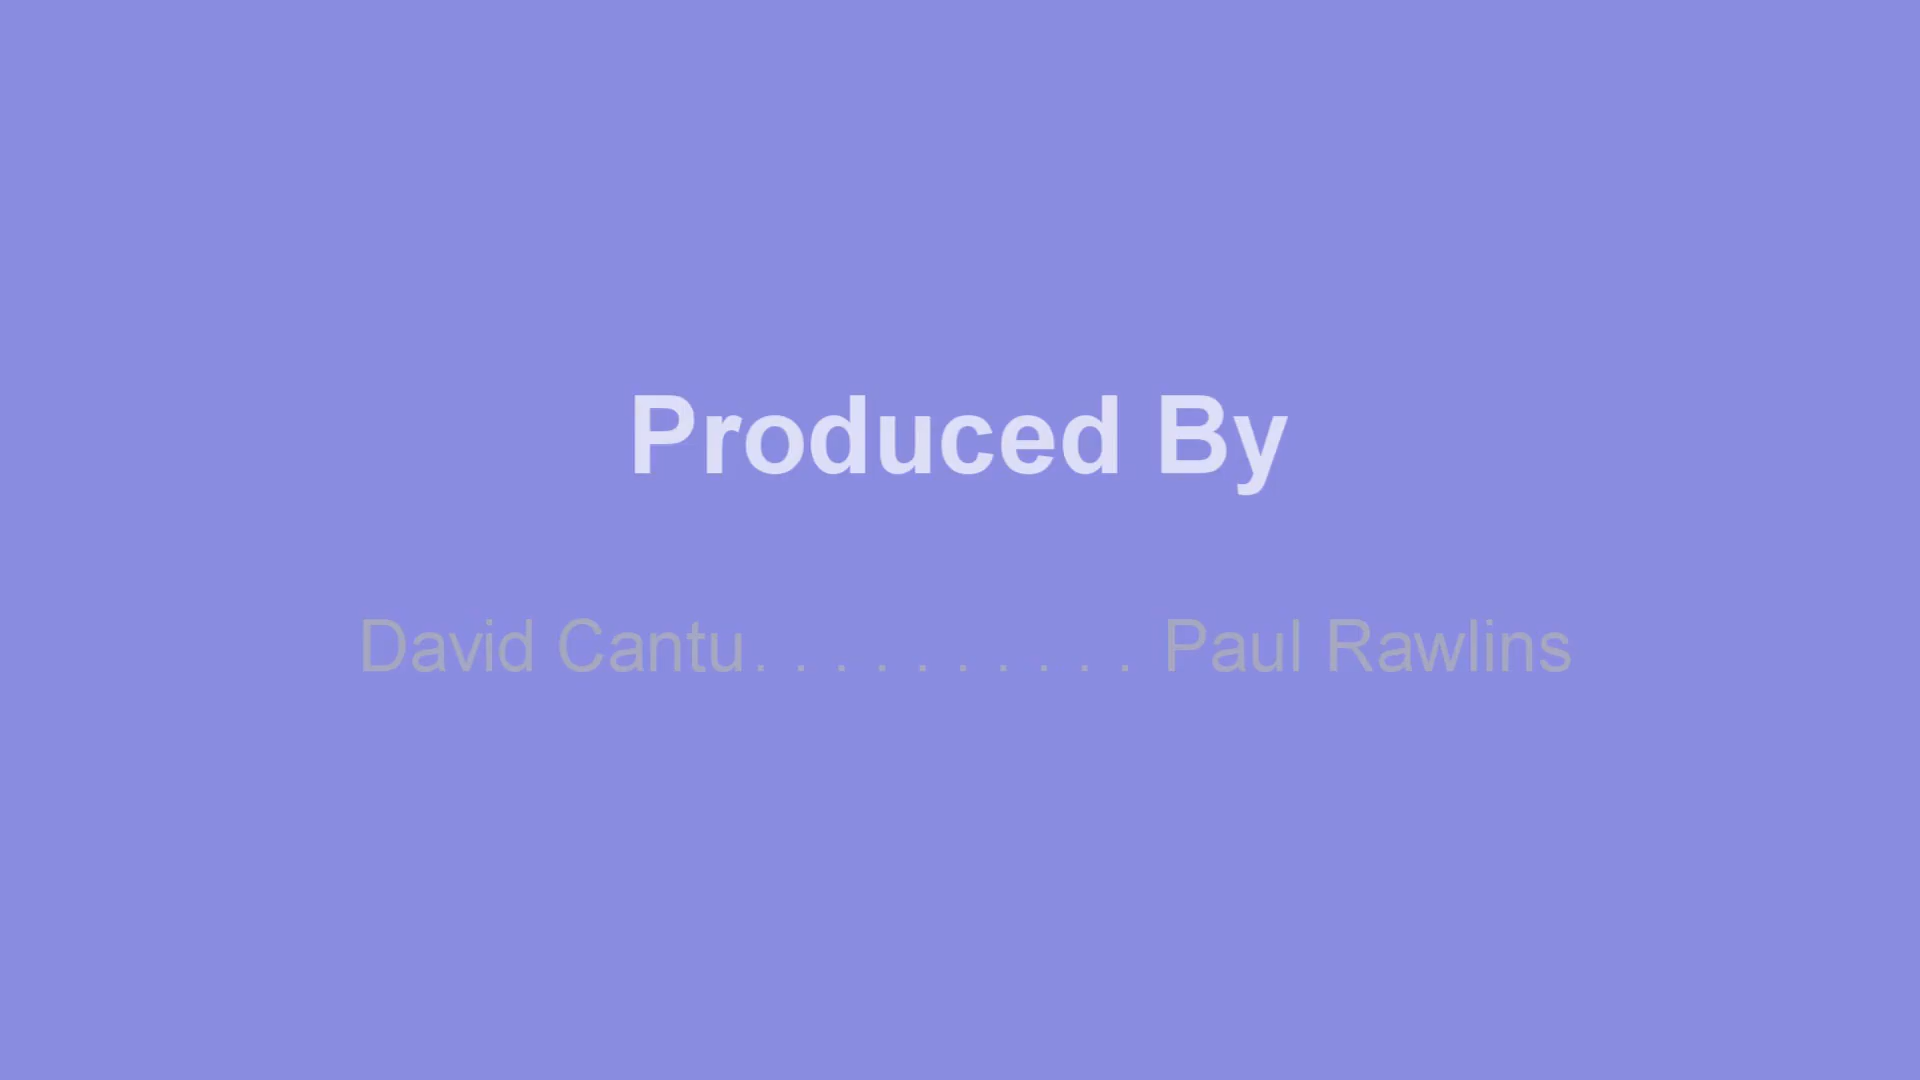 Produced By
David Cantu. . . . . . . . . . Paul Rawlins